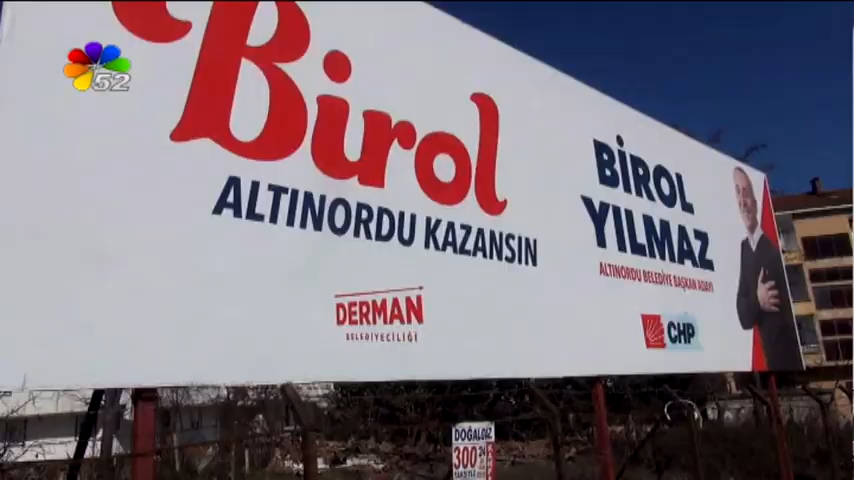 52
Birol
ALTINORDU KAZANSIN
DERMAN
BELEDİYECİLİĞİ
BİROL
YILMAZ
ALTINORDU BELEDİYE BAŞKAN ADAYI
CHP
DOĞALGAZ
300
24